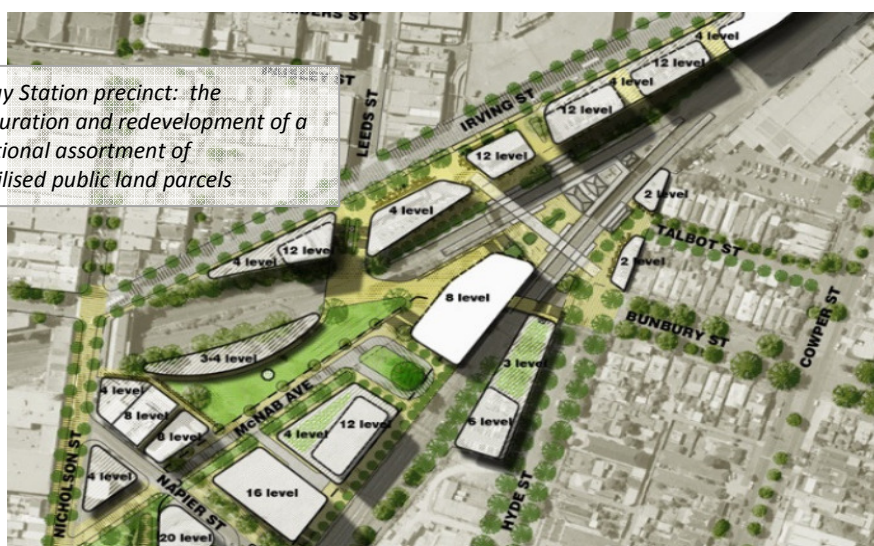 LEEDS ST
IRVING ST
4 level
12 level
4 level
12 level
12 level
4 level
12 level
4 level
2 level
TALBOT ST
2 level
BUNBURY ST
COWPER ST
8 level
3-4 level
3 level
4 level
8 level
8 level
McNAB AVE
4 level
12 level
6 level
4 level
16 level
NAPIER ST
20 level
NICHOLSON ST
HYDE ST
Station precinct: the
and redevelopment of a
assortment of
public land parcels